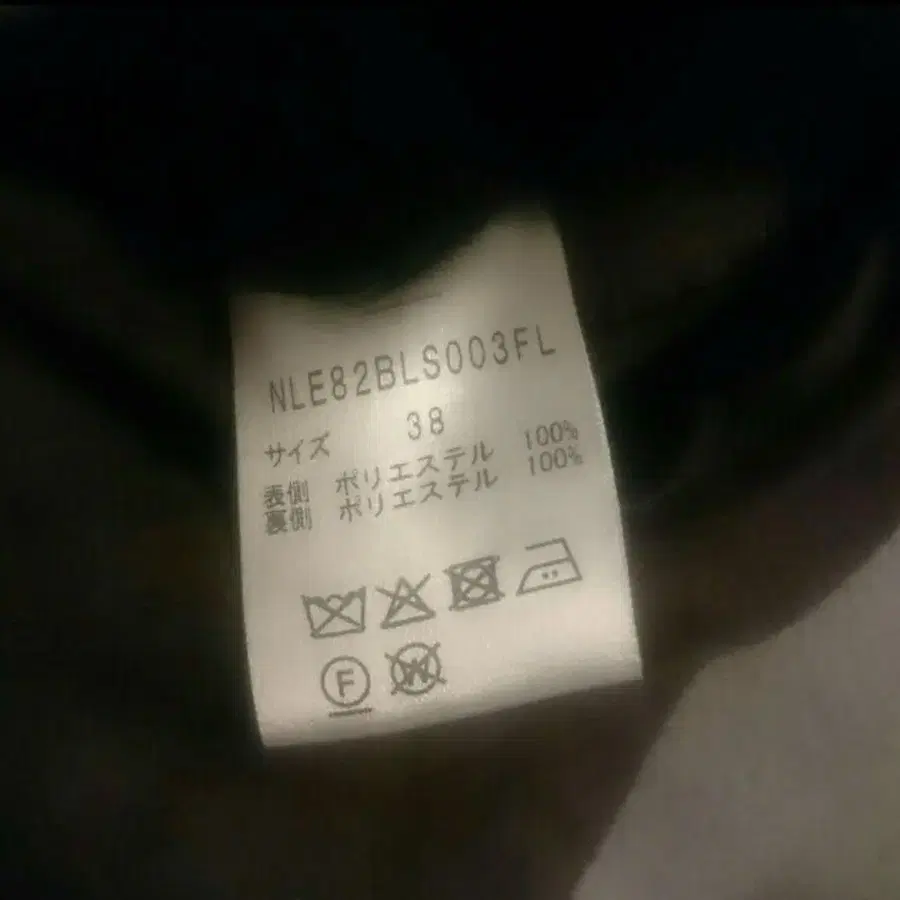 NLE82BLS003FL
サイズ 38
表側 ポリエステル 100%
裏側 ポリエステル 100%
F
W